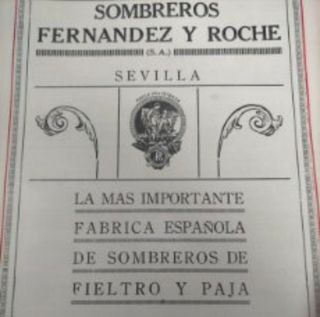 SOMBREROS
FERNANDEZ Y ROCHE
(S. A.)
SEVILLA
LA MAS IMPORTANTE
FABRICA ESPAÑOLA
DE SOMBREROS DE
FIELTRO Y PAJA